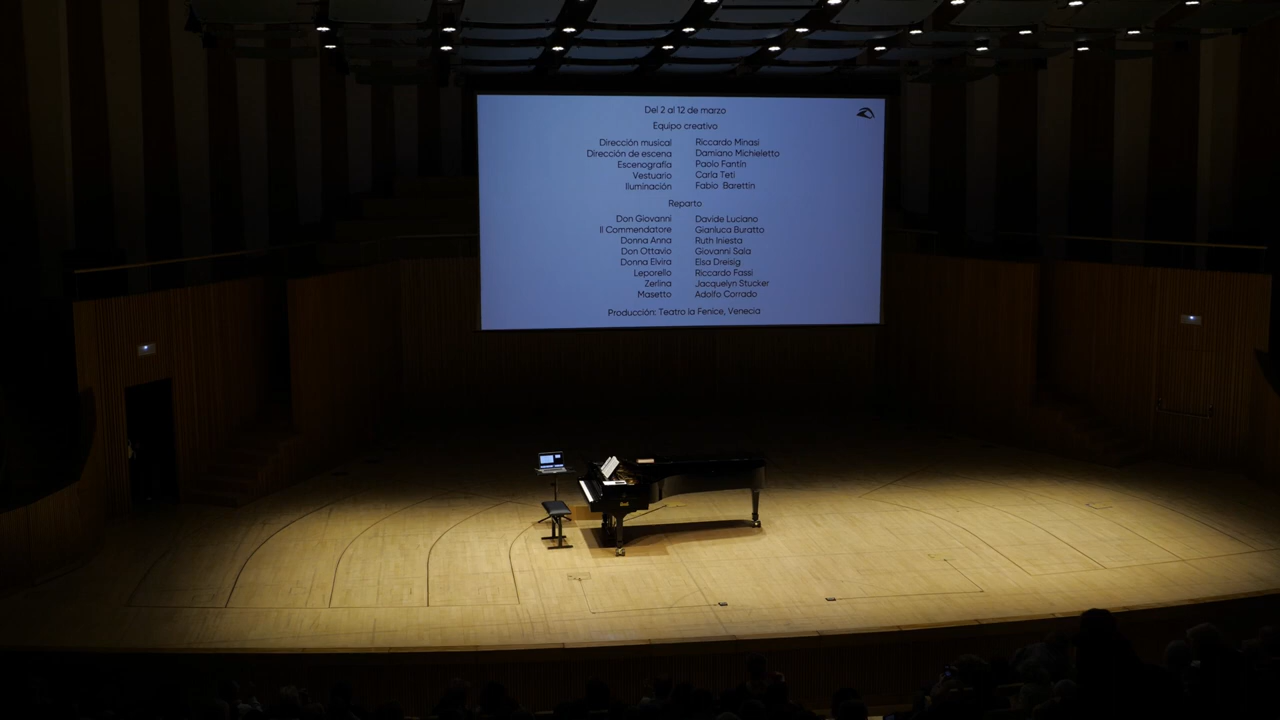 Del 2 al 12 de marzo
Equipo creativo
Dirección musical Riccardo Minasi
Dirección de escena Damiano Michieletto
Escenografía Paolo Fantin
Vestuario Carla Teti
Iluminación Fabio Barettin
Reparto
Don Giovanni Davide Luciano
Il Commendatore Gianluca Buratto
Donna Anna Ruth Iniesta
Don Ottavio Giovanni Sala
Donna Elvira Elsa Dreisig
Leporello Riccardo Fassi
Zerlina Jacquelyn Stucker
Masetto Adolfo Corrado
Producción: Teatro la Fenice, Venecia